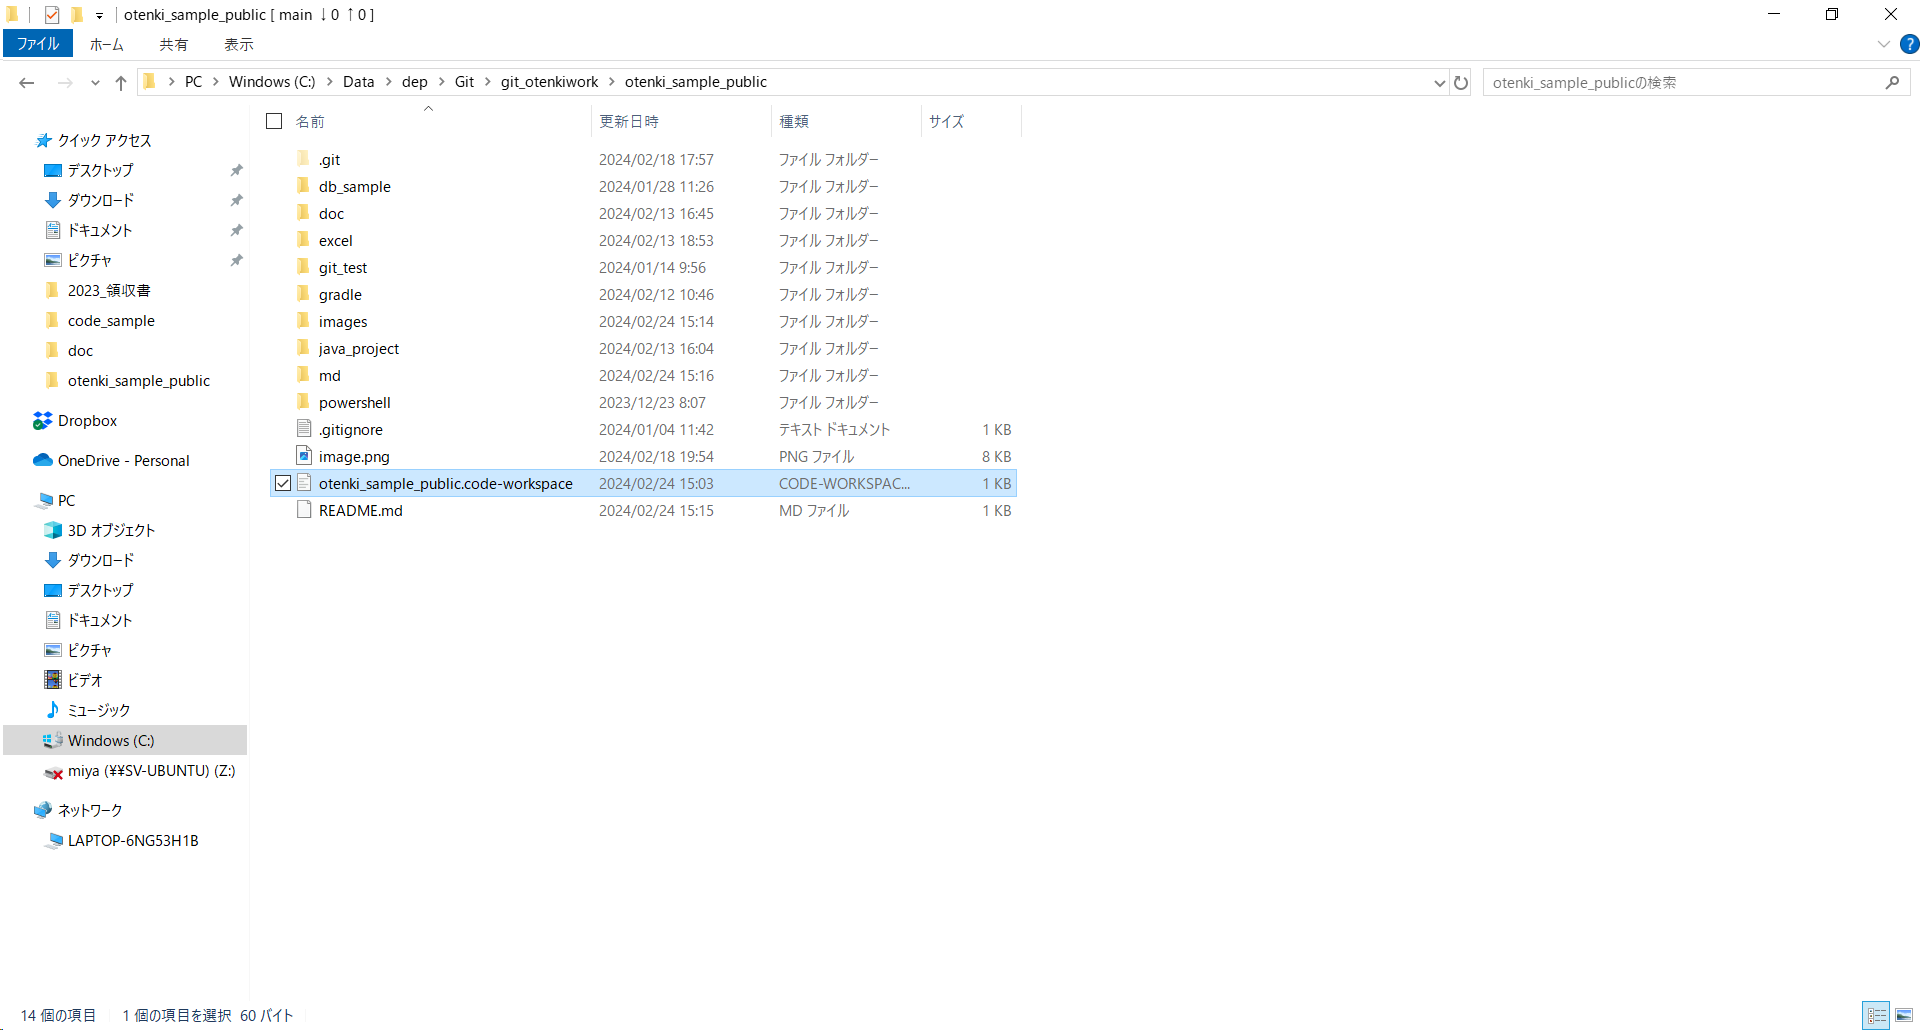 otenki_sample_public [ main ↓0 ↑0 ]
ファイル ホーム 共有 表示
PC Windows (C:) Data dep Git git_otenkiwork otenki_sample_public otenki_sample_publicの検索
名前 更新日時 種類 サイズ
クイック アクセス
デスクトップ
ダウンロード
ドキュメント
ピクチャ
2023_領収書
code_sample
doc
otenki_sample_public
Dropbox
OneDrive - Personal
PC
3D オブジェクト
ダウンロード
デスクトップ
ドキュメント
ピクチャ
ビデオ
ミュージック
Windows (C:)
miya (¥¥SV-UBUNTU) (Z:)
ネットワーク
LAPTOP-6NG53H1B
.git 2024/02/18 17:57 ファイル フォルダー
db_sample 2024/01/28 11:26 ファイル フォルダー
doc 2024/02/13 16:45 ファイル フォルダー
excel 2024/02/13 18:53 ファイル フォルダー
git_test 2024/01/14 9:56 ファイル フォルダー
gradle 2024/02/12 10:46 ファイル フォルダー
images 2024/02/24 15:14 ファイル フォルダー
java_project 2024/02/13 16:04 ファイル フォルダー
md 2024/02/24 15:16 ファイル フォルダー
powershell 2023/12/23 8:07 ファイル フォルダー
.gitignore 2024/01/04 11:42 テキスト ドキュメント 1 KB
image.png 2024/02/18 19:54 PNG ファイル 8 KB
otenki_sample_public.code-workspace 2024/02/24 15:03 CODE-WORKSPAC... 1 KB
README.md 2024/02/24 15:15 MD ファイル 1 KB
14 個の項目 1 個の項目を選択 60 バイト